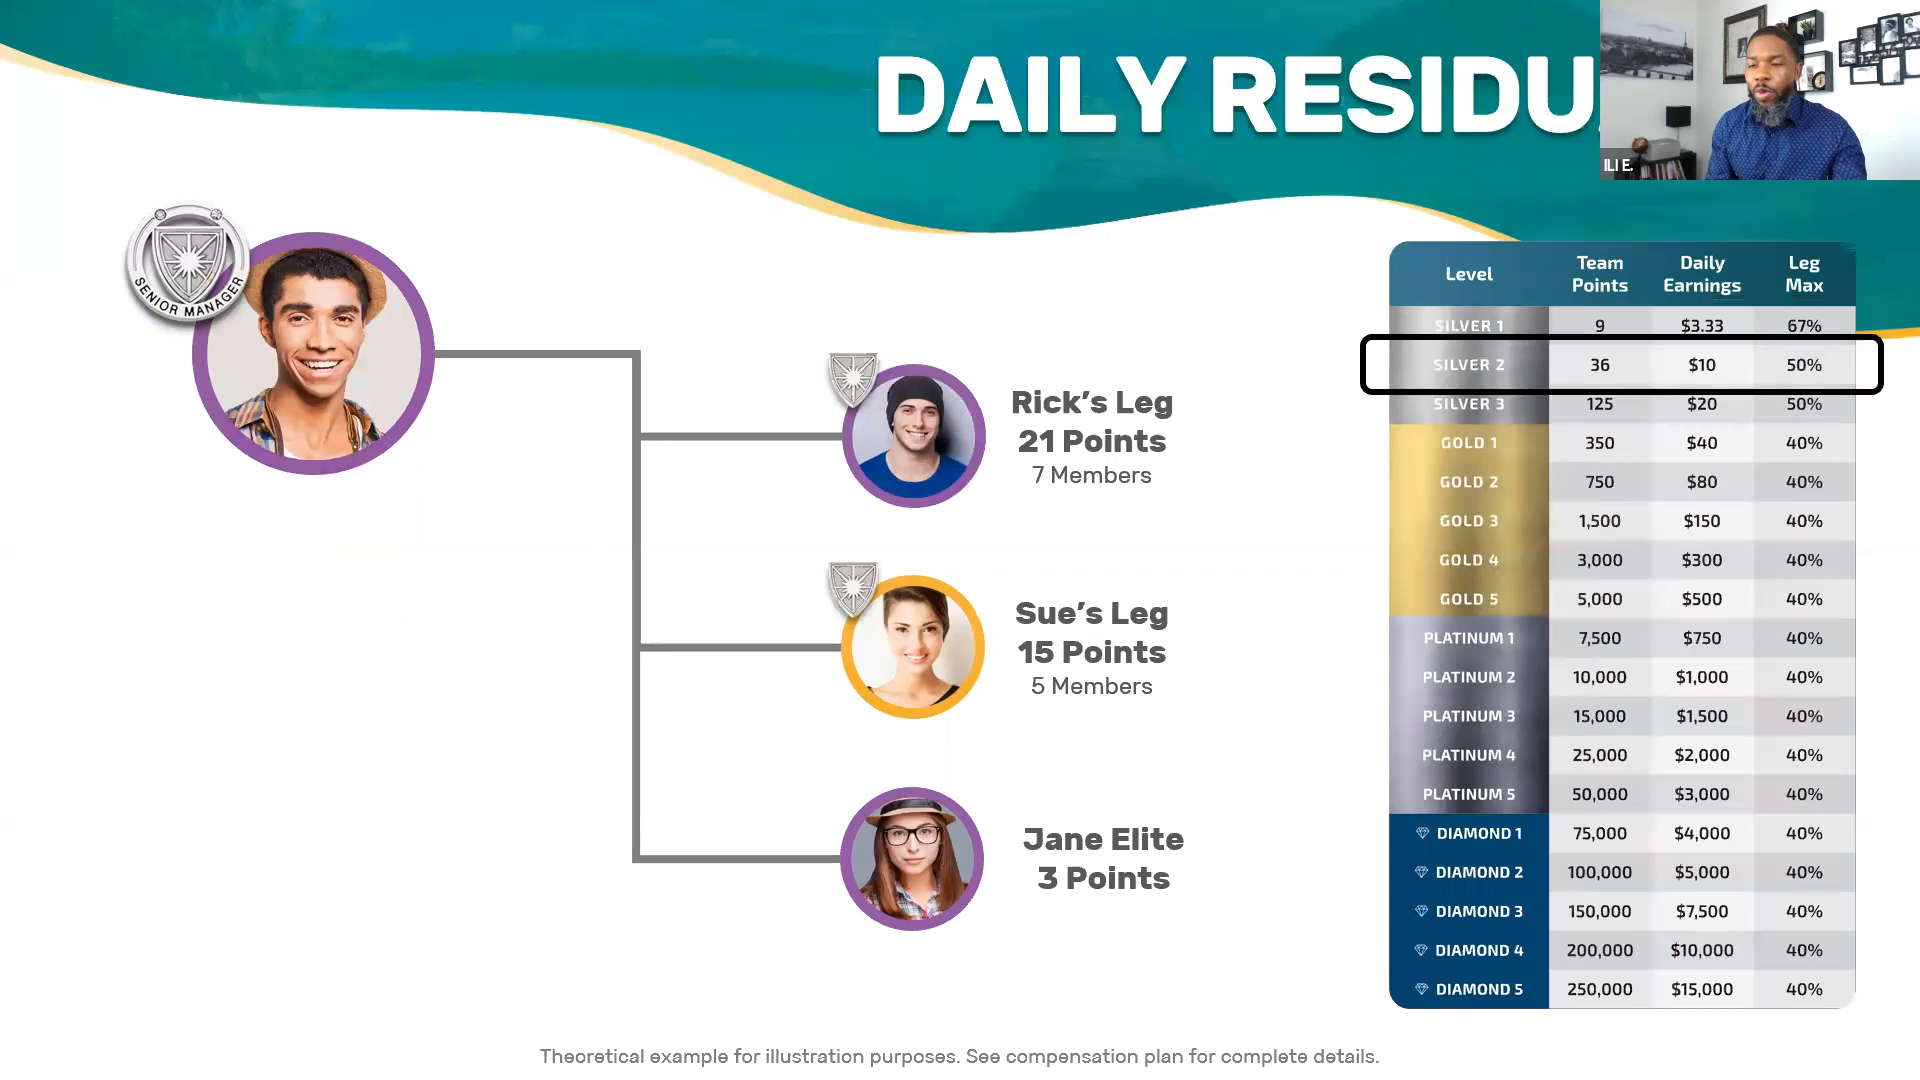 DAILY RESIDU
ILI E.
SENIOR MANAGER
Rick's Leg
21 Points
7 Members
Sue's Leg
15 Points
5 Members
Jane Elite
3 Points
Level Team Points Daily Earnings Leg Max
SILVER 1 9 $3.33 67%
SILVER 2 36 $10 50%
SILVER 3 125 $20 50%
GOLD 1 350 $40 40%
GOLD 2 750 $80 40%
GOLD 3 1,500 $150 40%
GOLD 4 3,000 $300 40%
GOLD 5 5,000 $500 40%
PLATINUM 1 7,500 $750 40%
PLATINUM 2 10,000 $1,000 40%
PLATINUM 3 15,000 $1,500 40%
PLATINUM 4 25,000 $2,000 40%
PLATINUM 5 50,000 $3,000 40%
DIAMOND 1 75,000 $4,000 40%
DIAMOND 2 100,000 $5,000 40%
DIAMOND 3 150,000 $7,500 40%
DIAMOND 4 200,000 $10,000 40%
DIAMOND 5 250,000 $15,000 40%
Theoretical example for illustration purposes. See compensation plan for complete details.